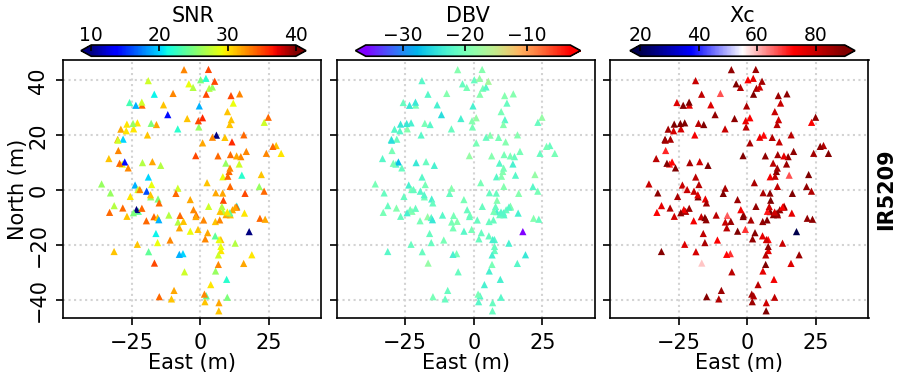 SNR DBV Xc
10 20 30 40 −30 −20 −10 20 40 60 80
40
20
0
−20
−40
North (m)
−25 0 25 −25 0 25 −25 0 25
East (m) East (m) East (m)
IR5209